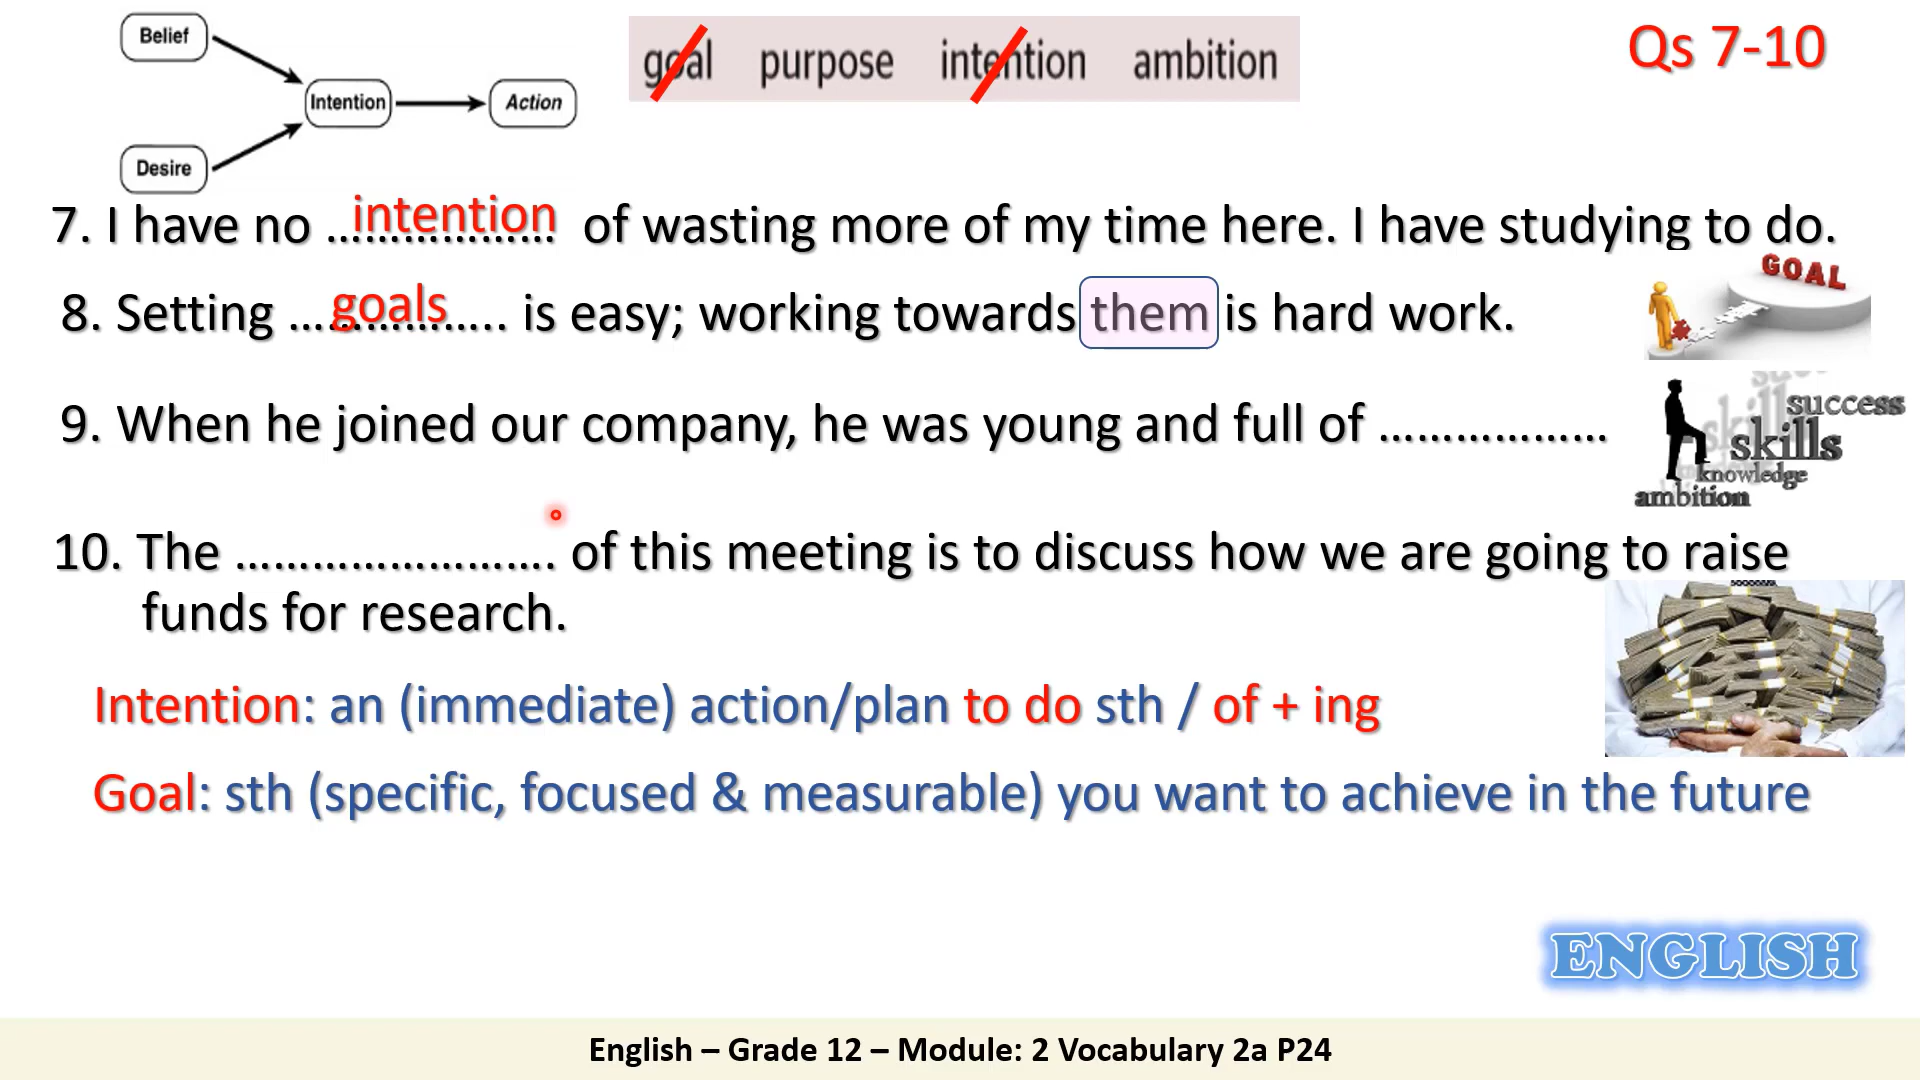 Belief
Intention
Action
Desire
goal purpose intention ambition
Qs 7-10
7. I have no ……intention…… of wasting more of my time here. I have studying to do.
8. Setting ……goals…….. is easy; working towards them is hard work.
GOAL
9. When he joined our company, he was young and full of ………………
success
skills
skills
knowledge
ambition
10. The ……………………. of this meeting is to discuss how we are going to raise
funds for research.
Intention: an (immediate) action/plan to do sth / of + ing
Goal: sth (specific, focused & measurable) you want to achieve in the future
ENGLISH
English – Grade 12 – Module: 2 Vocabulary 2a P24